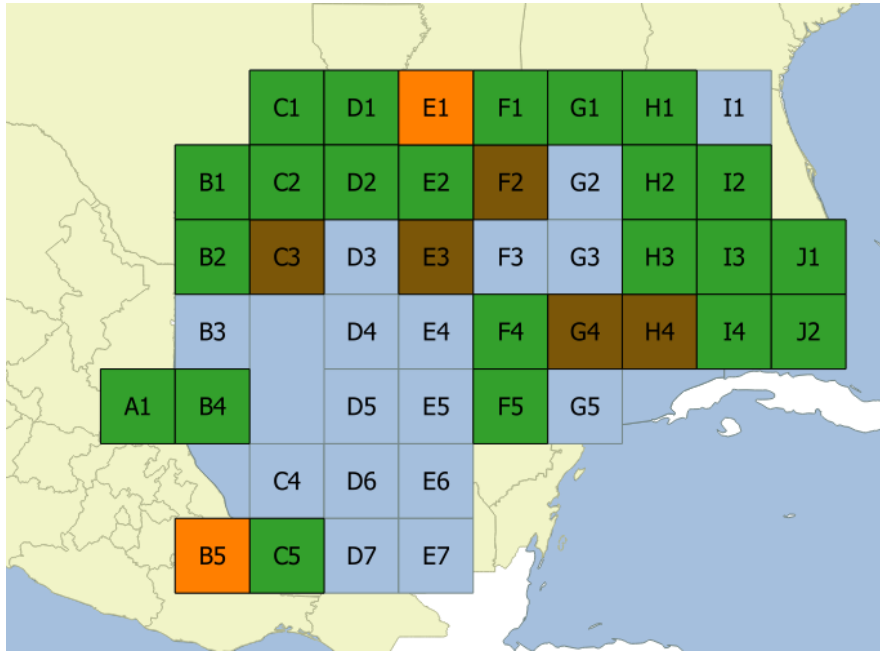 C1 D1 E1 F1 G1 H1 I1
B1 C2 D2 E2 F2 G2 H2 I2
B2 C3 D3 E3 F3 G3 H3 I3 J1
B3 D4 E4 F4 G4 H4 I4 J2
A1 B4 D5 E5 F5 G5
C4 D6 E6
B5 C5 D7 E7